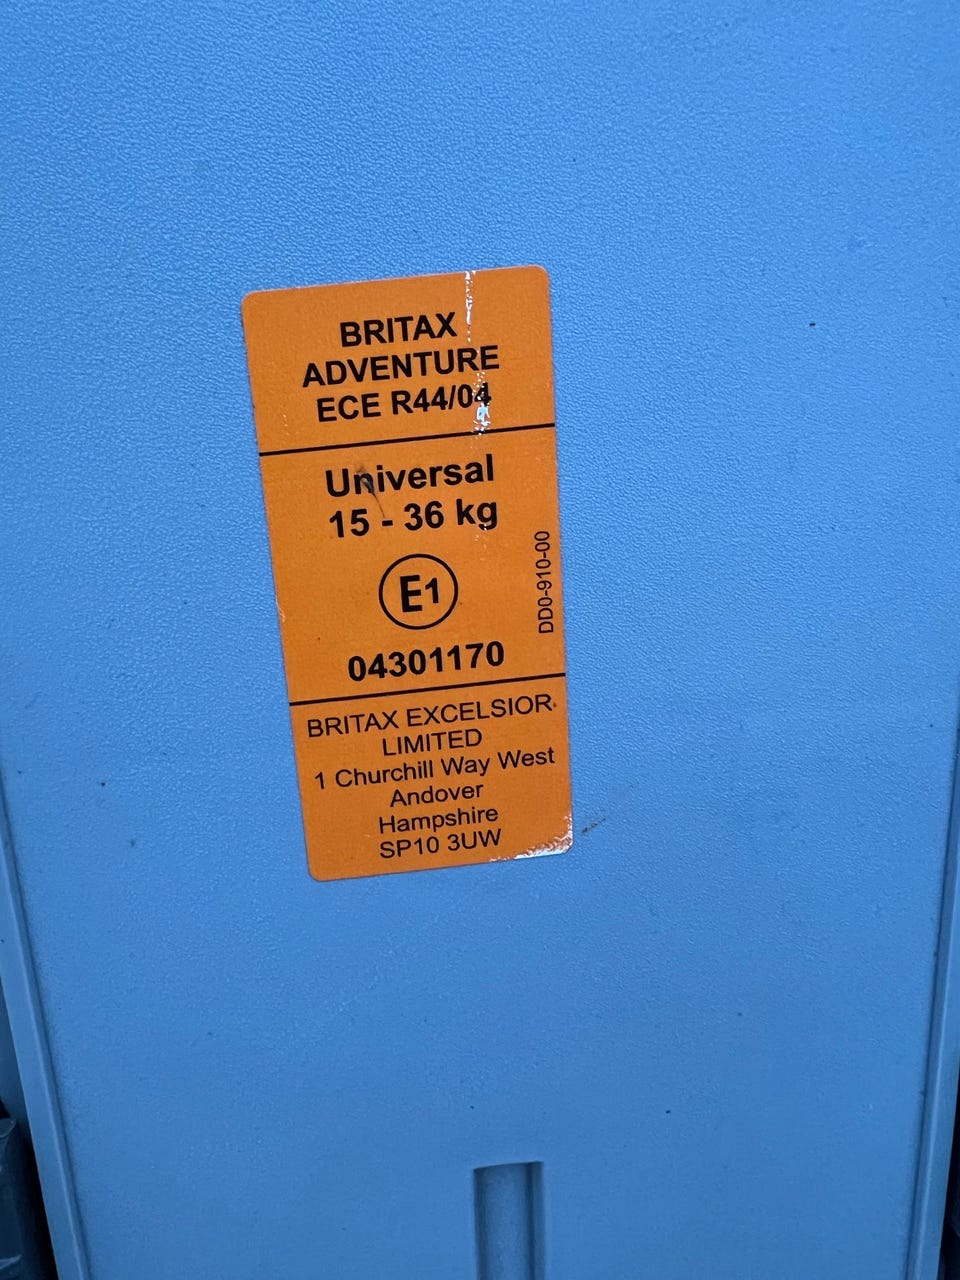 BRITAX
ADVENTURE
ECE R44/04
Universal
15 - 36 kg
E1
DD0-910-00
04301170
BRITAX EXCELSIOR
LIMITED
1 Churchill Way West
Andover
Hampshire
SP10 3UW